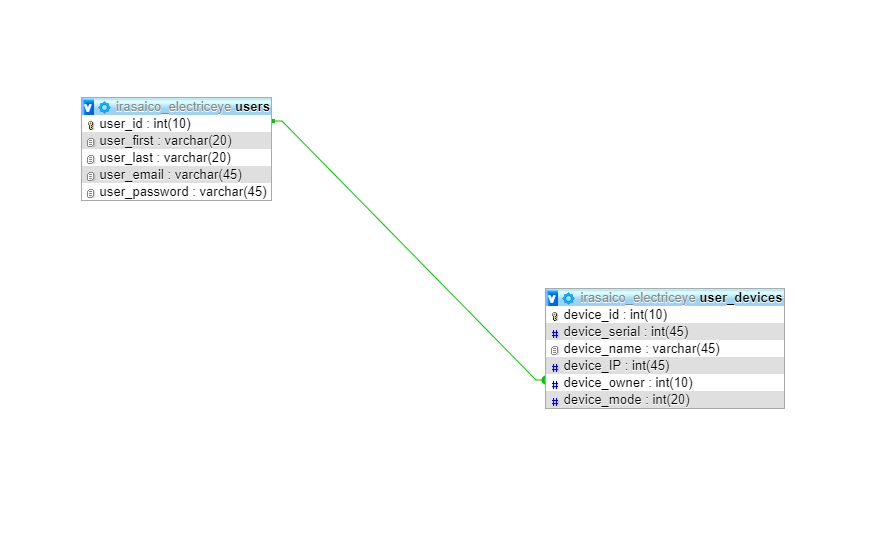 v irasaico_electriceye users
user_id : int(10)
user_first : varchar(20)
user_last : varchar(20)
user_email : varchar(45)
user_password : varchar(45)
v irasaico_electriceye user_devices
device_id : int(10)
# device_serial : int(45)
device_name : varchar(45)
# device_IP : int(45)
# device_owner : int(10)
# device_mode : int(20)